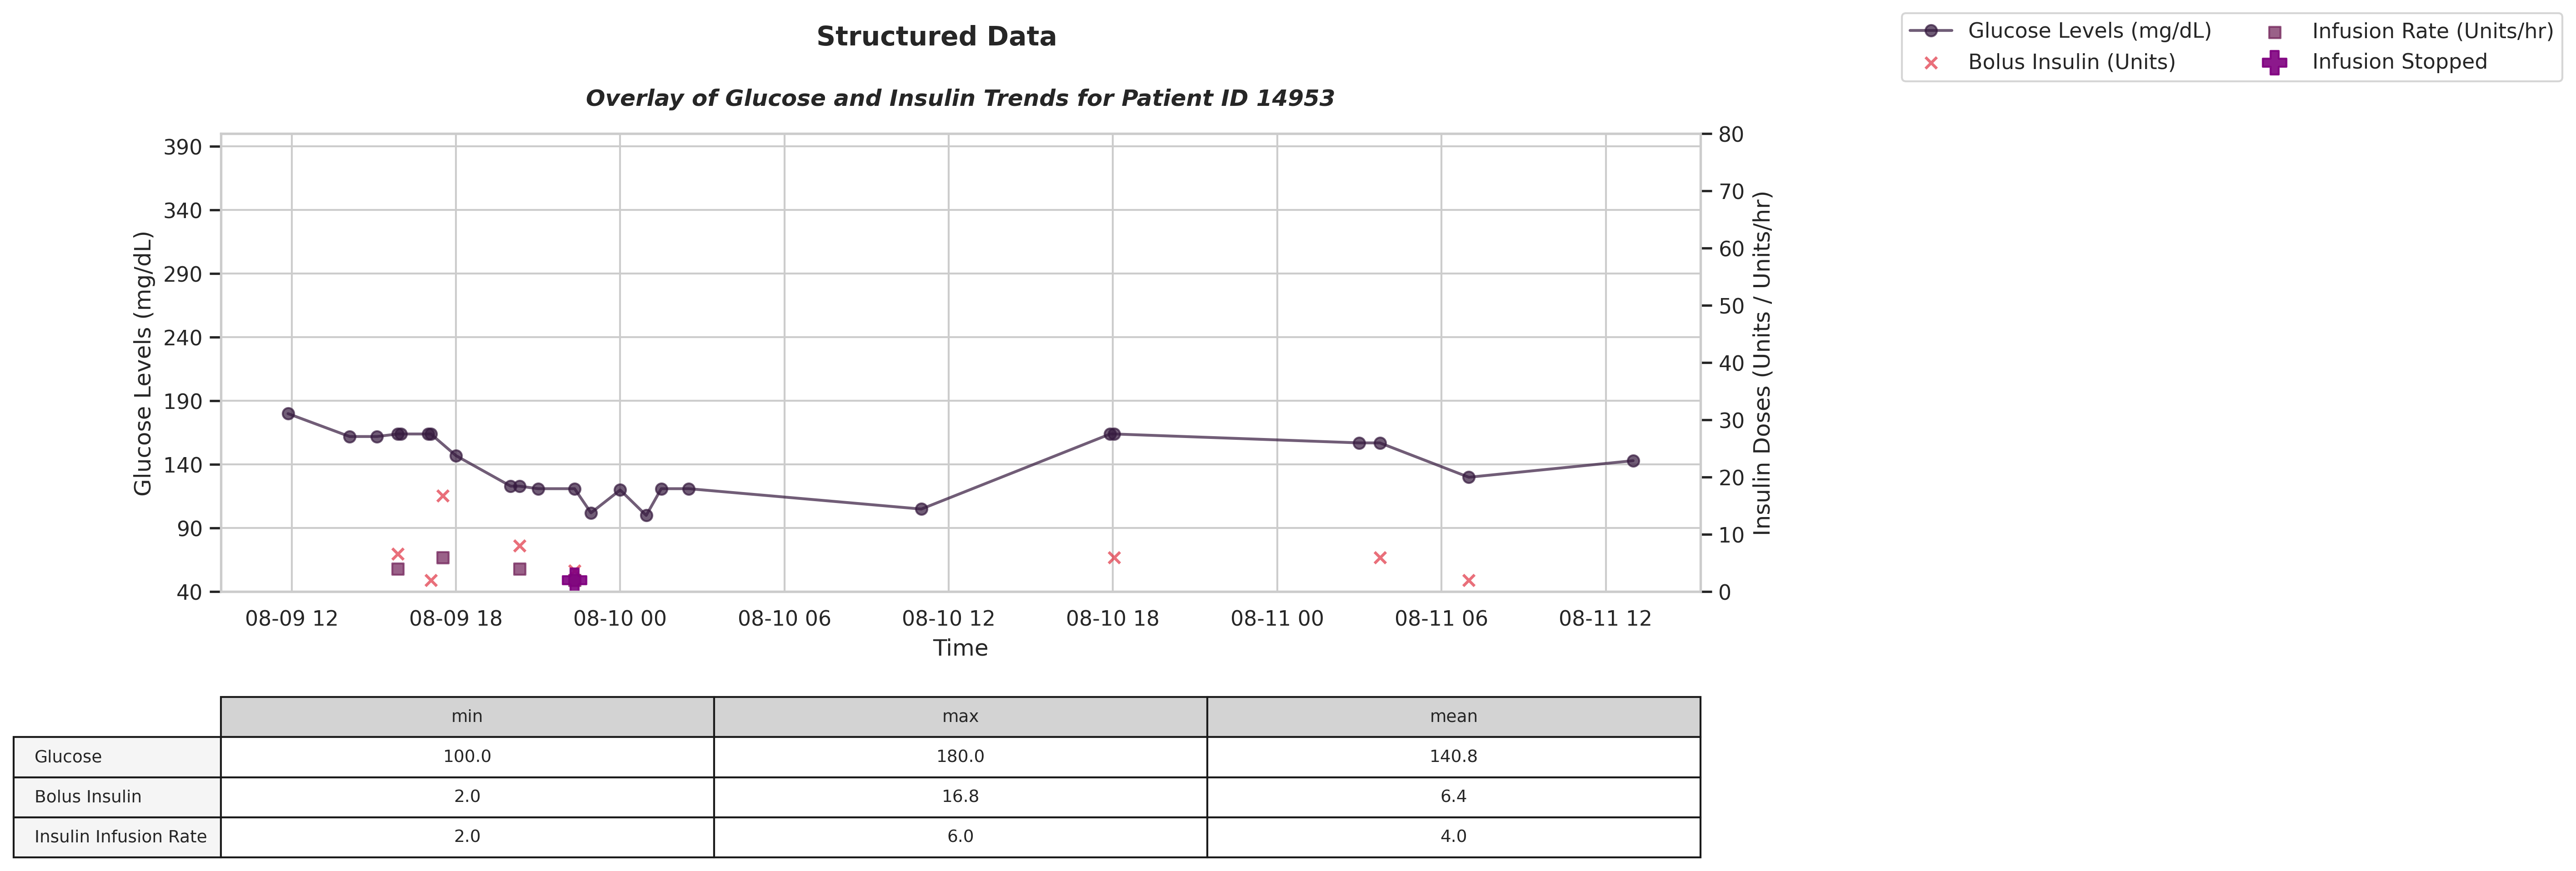 Structured Data
Glucose Levels (mg/dL)
Bolus Insulin (Units)
Infusion Rate (Units/hr)
Infusion Stopped
Overlay of Glucose and Insulin Trends for Patient ID 14953
Glucose Levels (mg/dL)
390
340
290
240
190
140
90
40
80
70
60
50
40
30
20
10
0
Insulin Doses (Units / Units/hr)
08-09 12 08-09 18 08-10 00 08-10 06 08-10 12 08-10 18 08-11 00 08-11 06 08-11 12
Time
min max mean
Glucose 100.0 180.0 140.8
Bolus Insulin 2.0 16.8 6.4
Insulin Infusion Rate 2.0 6.0 4.0